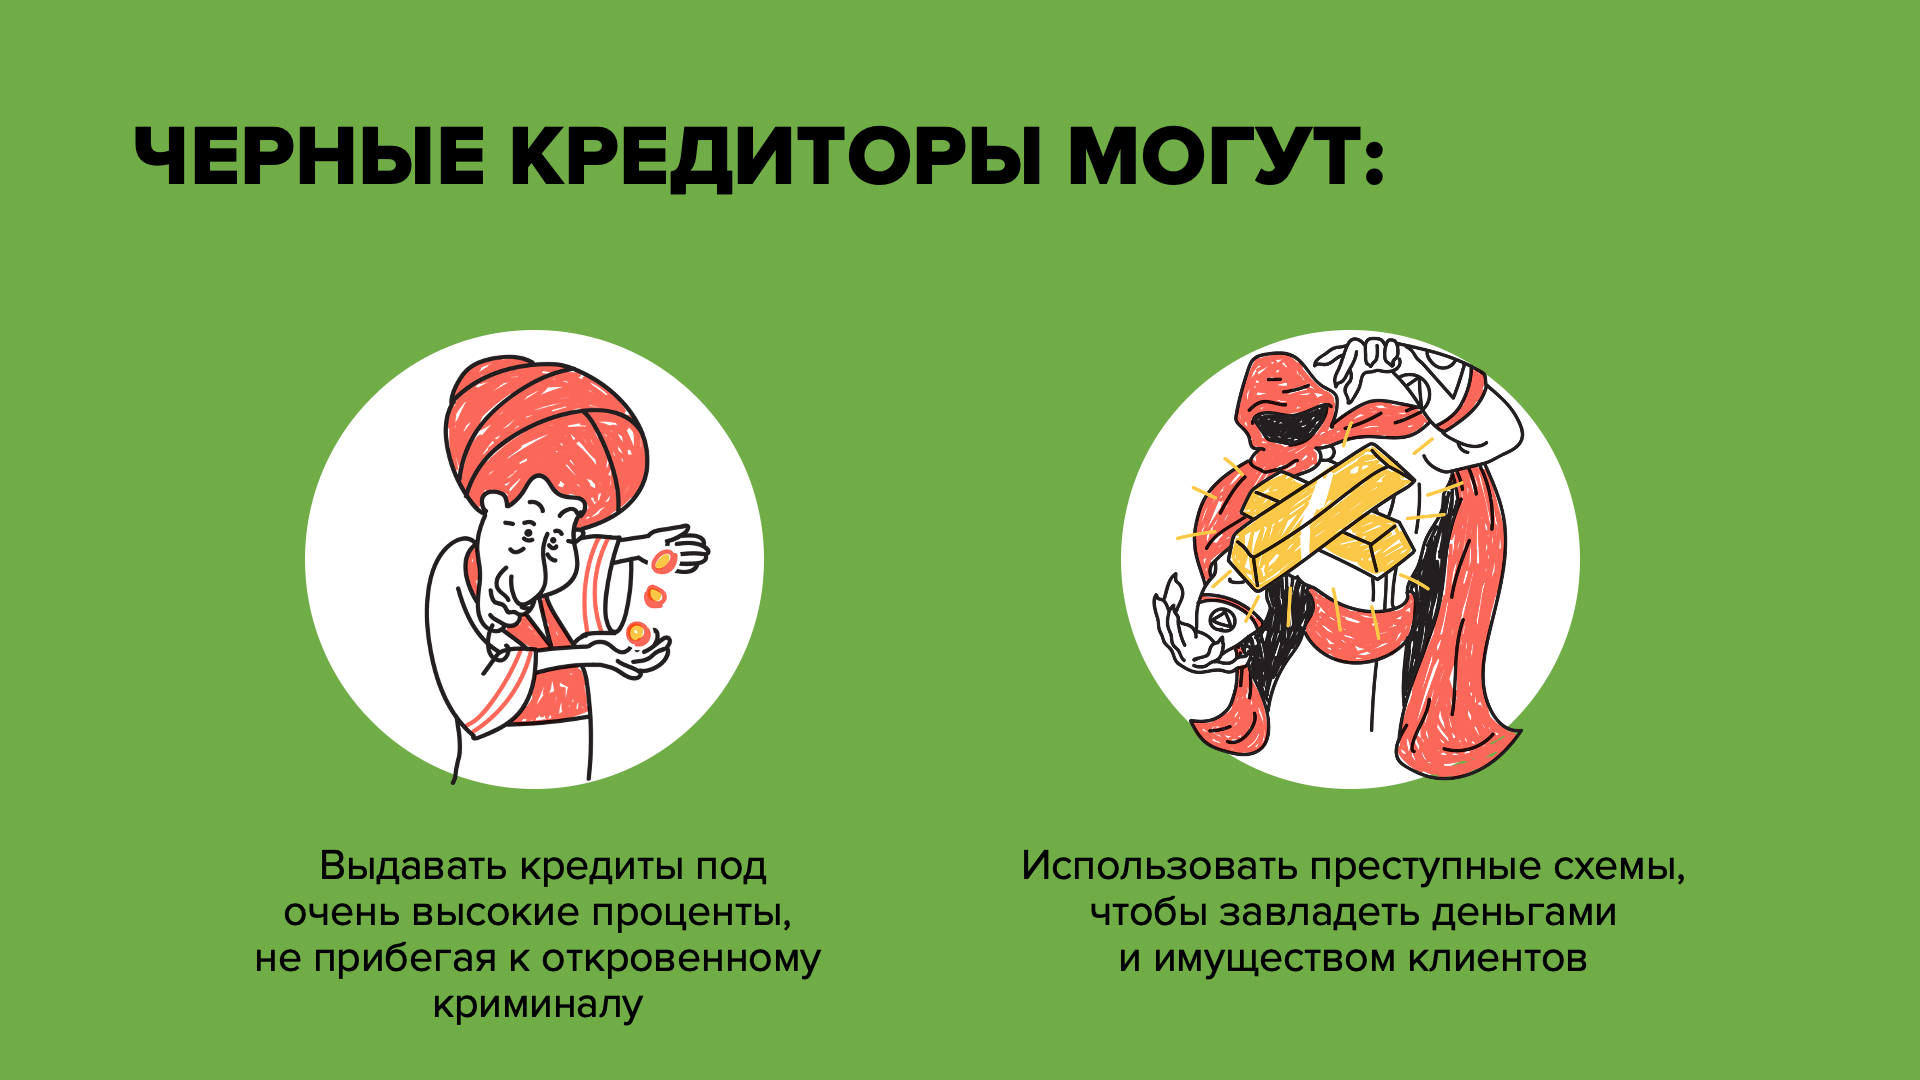 ЧЕРНЫЕ КРЕДИТОРЫ МОГУТ:
Выдавать кредиты под
очень высокие проценты,
не прибегая к откровенному
криминалу
Использовать преступные схемы,
чтобы завладеть деньгами
и имуществом клиентов